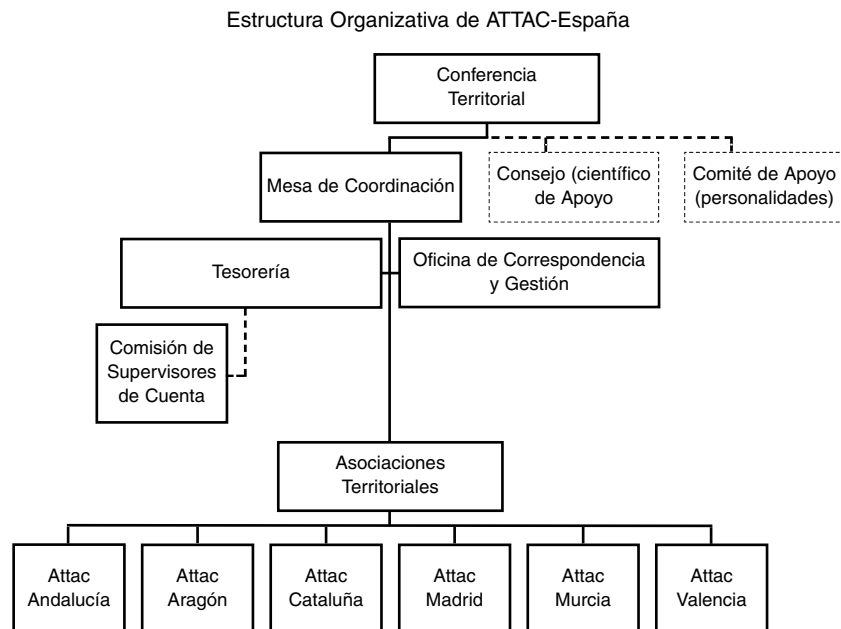 Estructura Organizativa de ATTAC-España
Conferencia
Territorial
Mesa de Coordinación
Consejo (científico
de Apoyo
Comité de Apoyo
(personalidades)
Tesorería
Oficina de Correspondencia
y Gestión
Comisión de
Supervisores
de Cuenta
Asociaciones
Territoriales
Attac
Andalucía
Attac
Aragón
Attac
Cataluña
Attac
Madrid
Attac
Murcia
Attac
Valencia